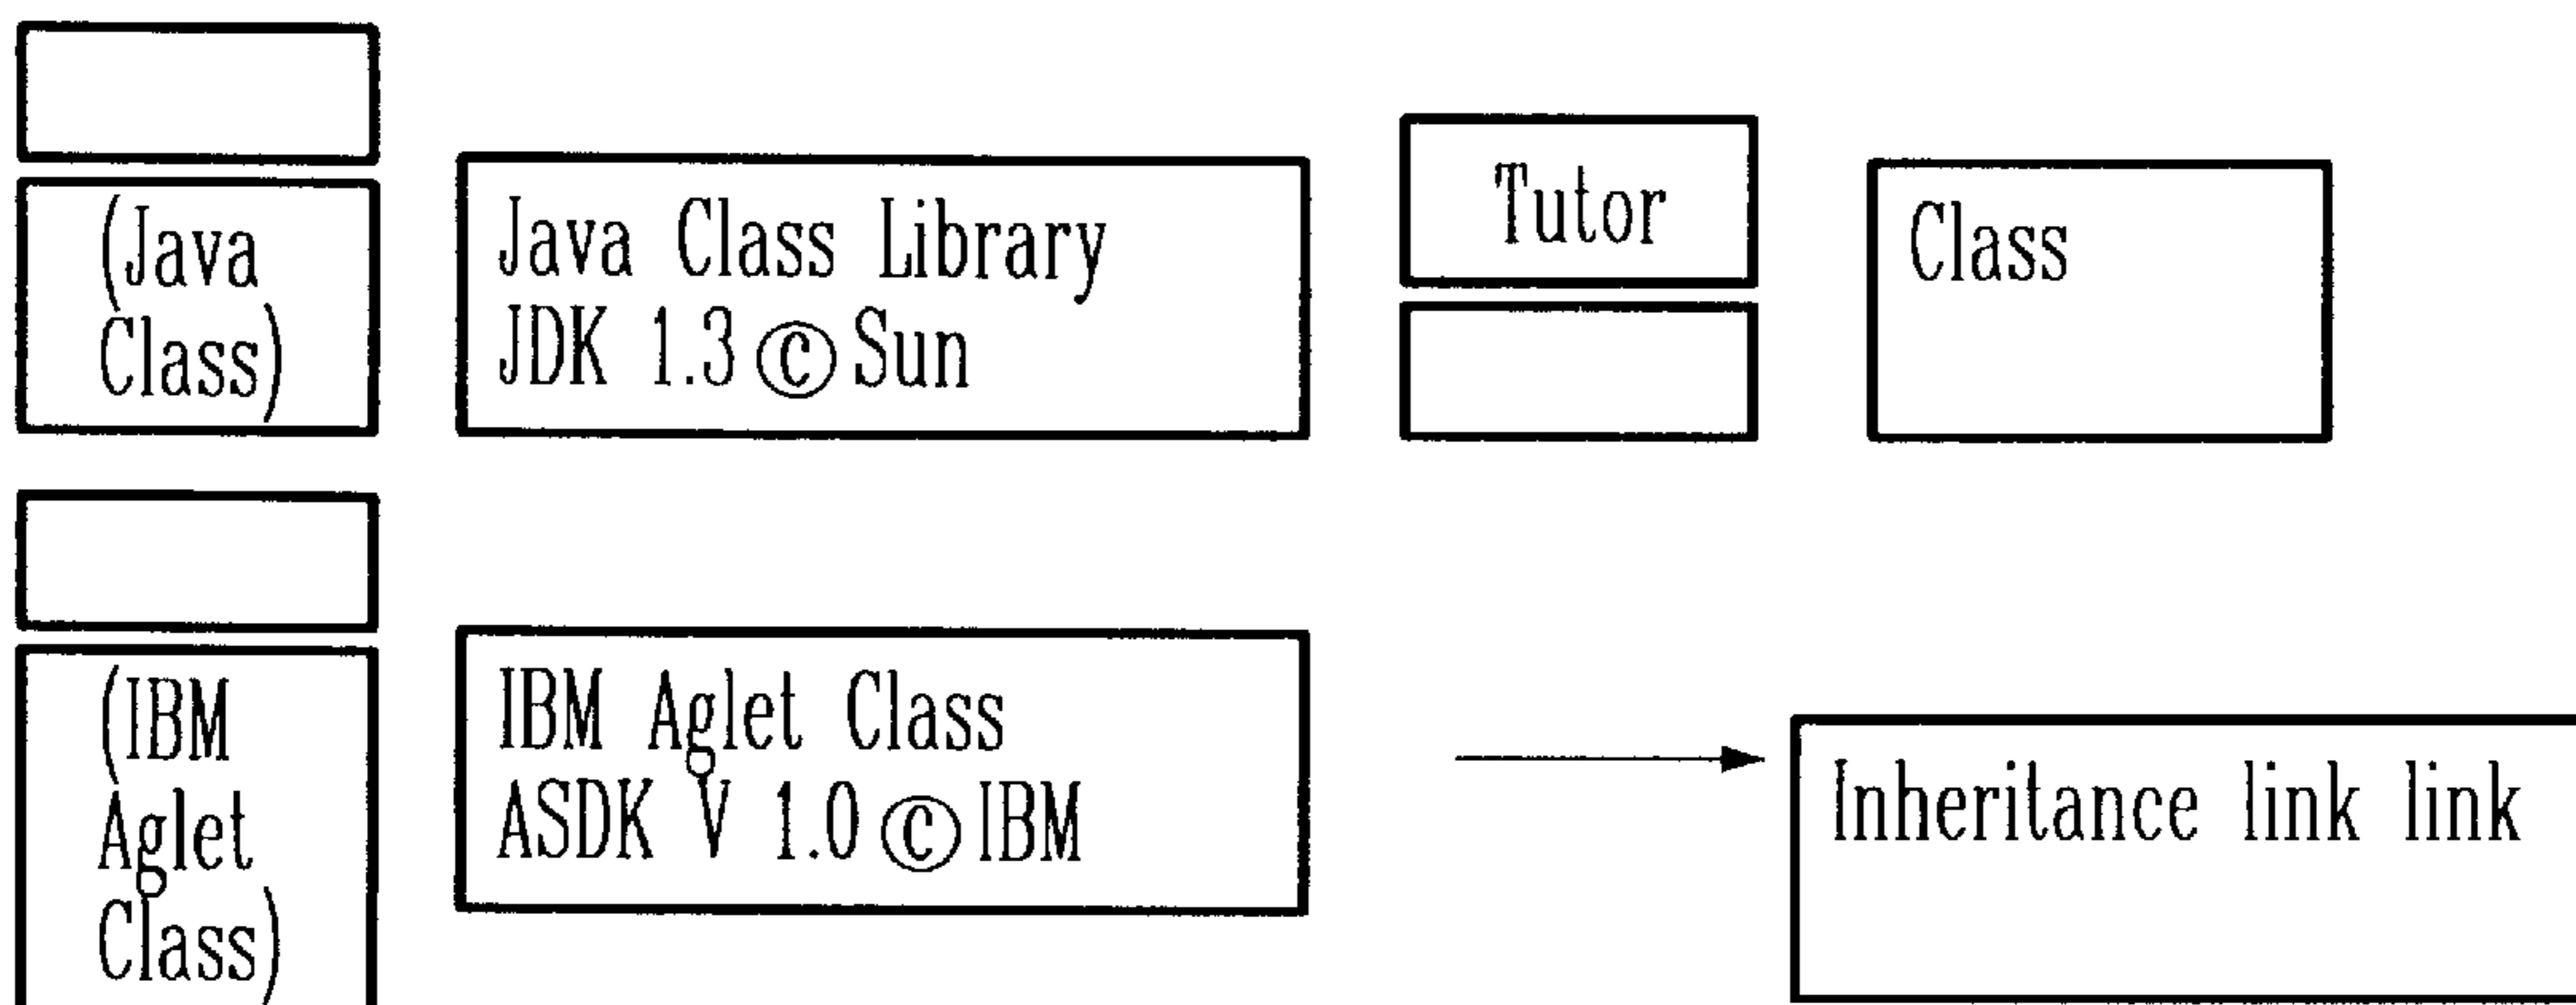 (Java
Class)
Java Class Library
JDK 1.3 © Sun
Tutor
Class
(IBM
Aglet
Class)
IBM Aglet Class
ASDK V 1.0 © IBM
Inheritance link link